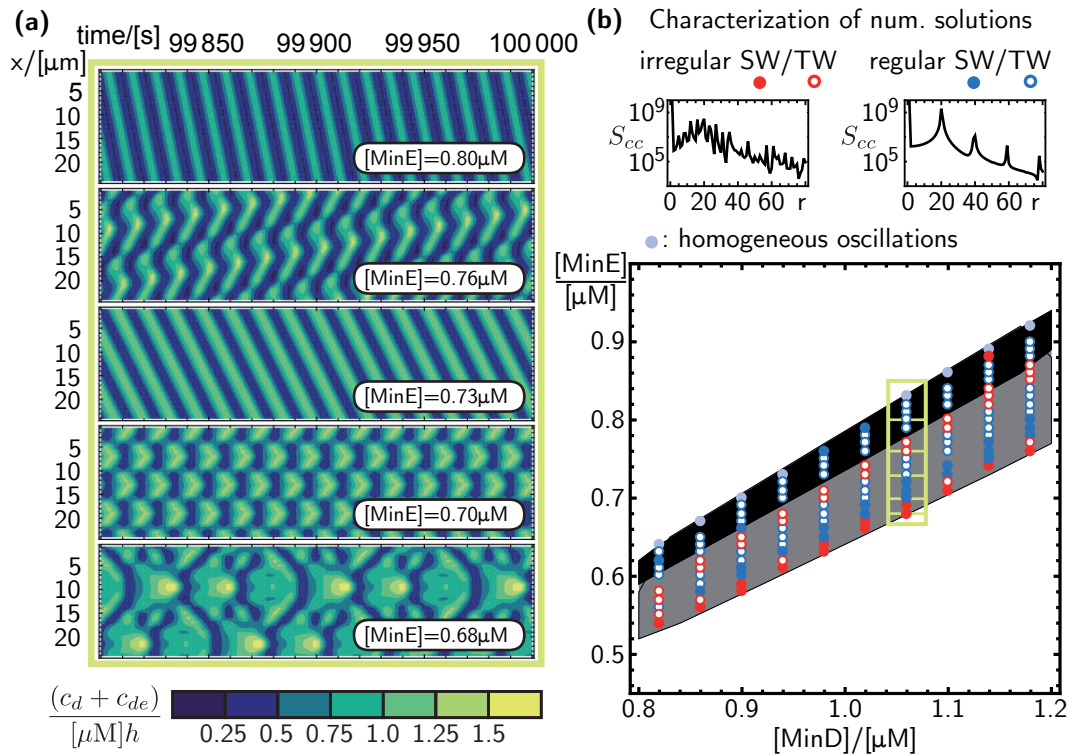 (a)
time/[s] 99 850 99 900 99 950 100 000
x/[μm]
5
10
15
20
[MinE]=0.80μM
5
10
15
20
[MinE]=0.76μM
5
10
15
20
[MinE]=0.73μM
5
10
15
20
[MinE]=0.70μM
5
10
15
20
[MinE]=0.68μM
(c_d + c_de)
[μM]h
0.25 0.5 0.75 1.0 1.25 1.5
(b) Characterization of num. solutions
irregular SW/TW regular SW/TW
10^9 10^9
S_cc S_cc
10^5 10^5
0 20 40 60 r 0 20 40 60 r
: homogeneous oscillations
[MinE]
[μM]
0.9
0.8
0.7
0.6
0.5
0.8 0.9 1.0 1.1 1.2
[MinD]/[μM]